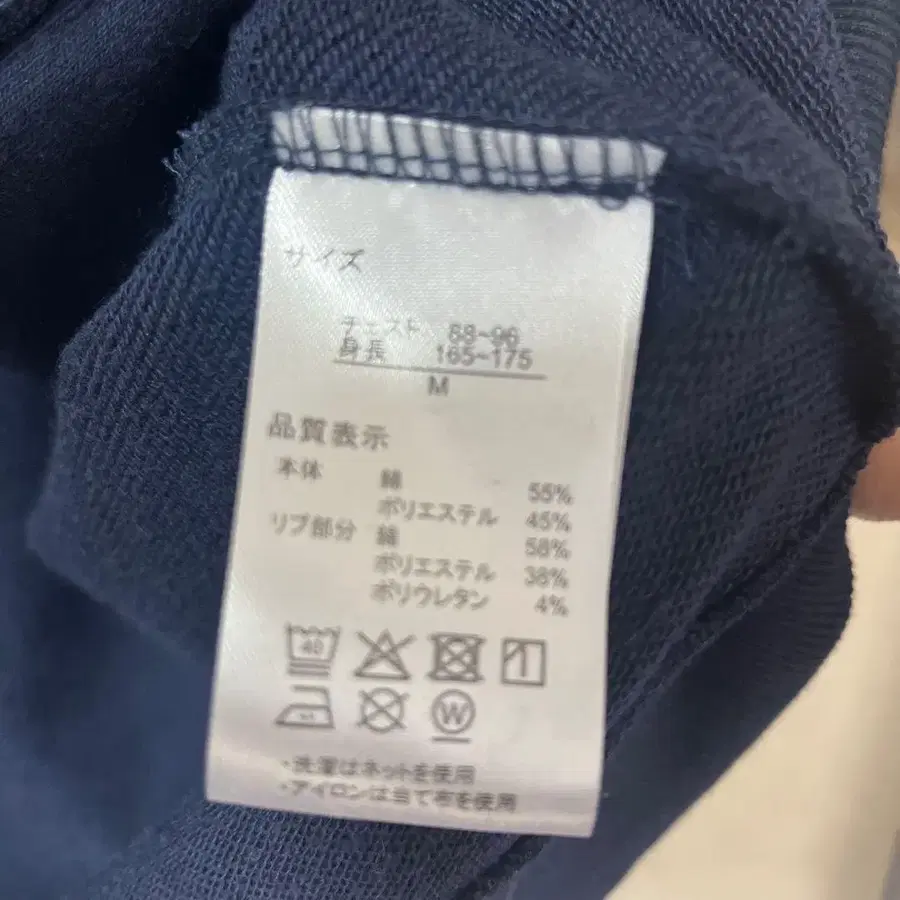 サイズ
チェスト 88~96
身長 165~175
M
品質表示
本体 綿 55%
ポリエステル 45%
リブ部分 綿 58%
ポリエステル 38%
ポリウレタン 4%
40
W
・洗濯はネットを使用
・アイロンは当て布を使用